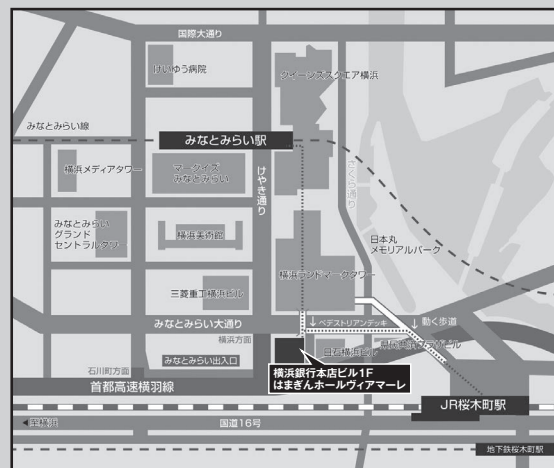 国際大通り
けいゆう病院
クイーンズスクエア横浜
みなとみらい線
みなとみらい駅
横浜メディアタワー
マークイズ
みなとみらい
けやき通り
さくら通り
みなとみらい
グランド
セントラルタワー
横浜美術館
日本丸
メモリアルパーク
横浜ランドマークタワー
三菱重工横浜ビル
みなとみらい大通り
↓ペデストリアンデッキ
↓動く歩道
横浜方面
日石横浜ビル
石川町方面
みなとみらい出入口
横浜銀行本店ビル1F
はまぎんホールヴィアマーレ
首都高速横羽線
JR桜木町駅
◀至横浜
国道16号
地下鉄桜木町駅